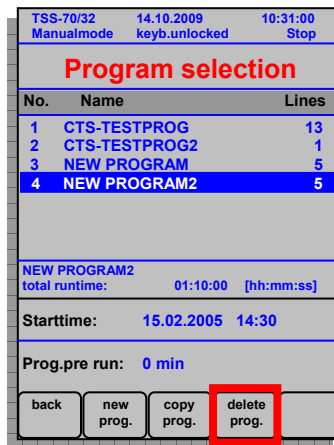 TSS-70/32 14.10.2009 10:31:00
Manualmode keyb.unlocked Stop
Program selection
No. Name Lines
1 CTS-TESTPROG 13
2 CTS-TESTPROG2 1
3 NEW PROGRAM 5
4 NEW PROGRAM2 5
NEW PROGRAM2
total runtime: 01:10:00 [hh:mm:ss]
Starttime: 15.02.2005 14:30
Prog.pre run: 0 min
back new copy delete
prog. prog. prog.